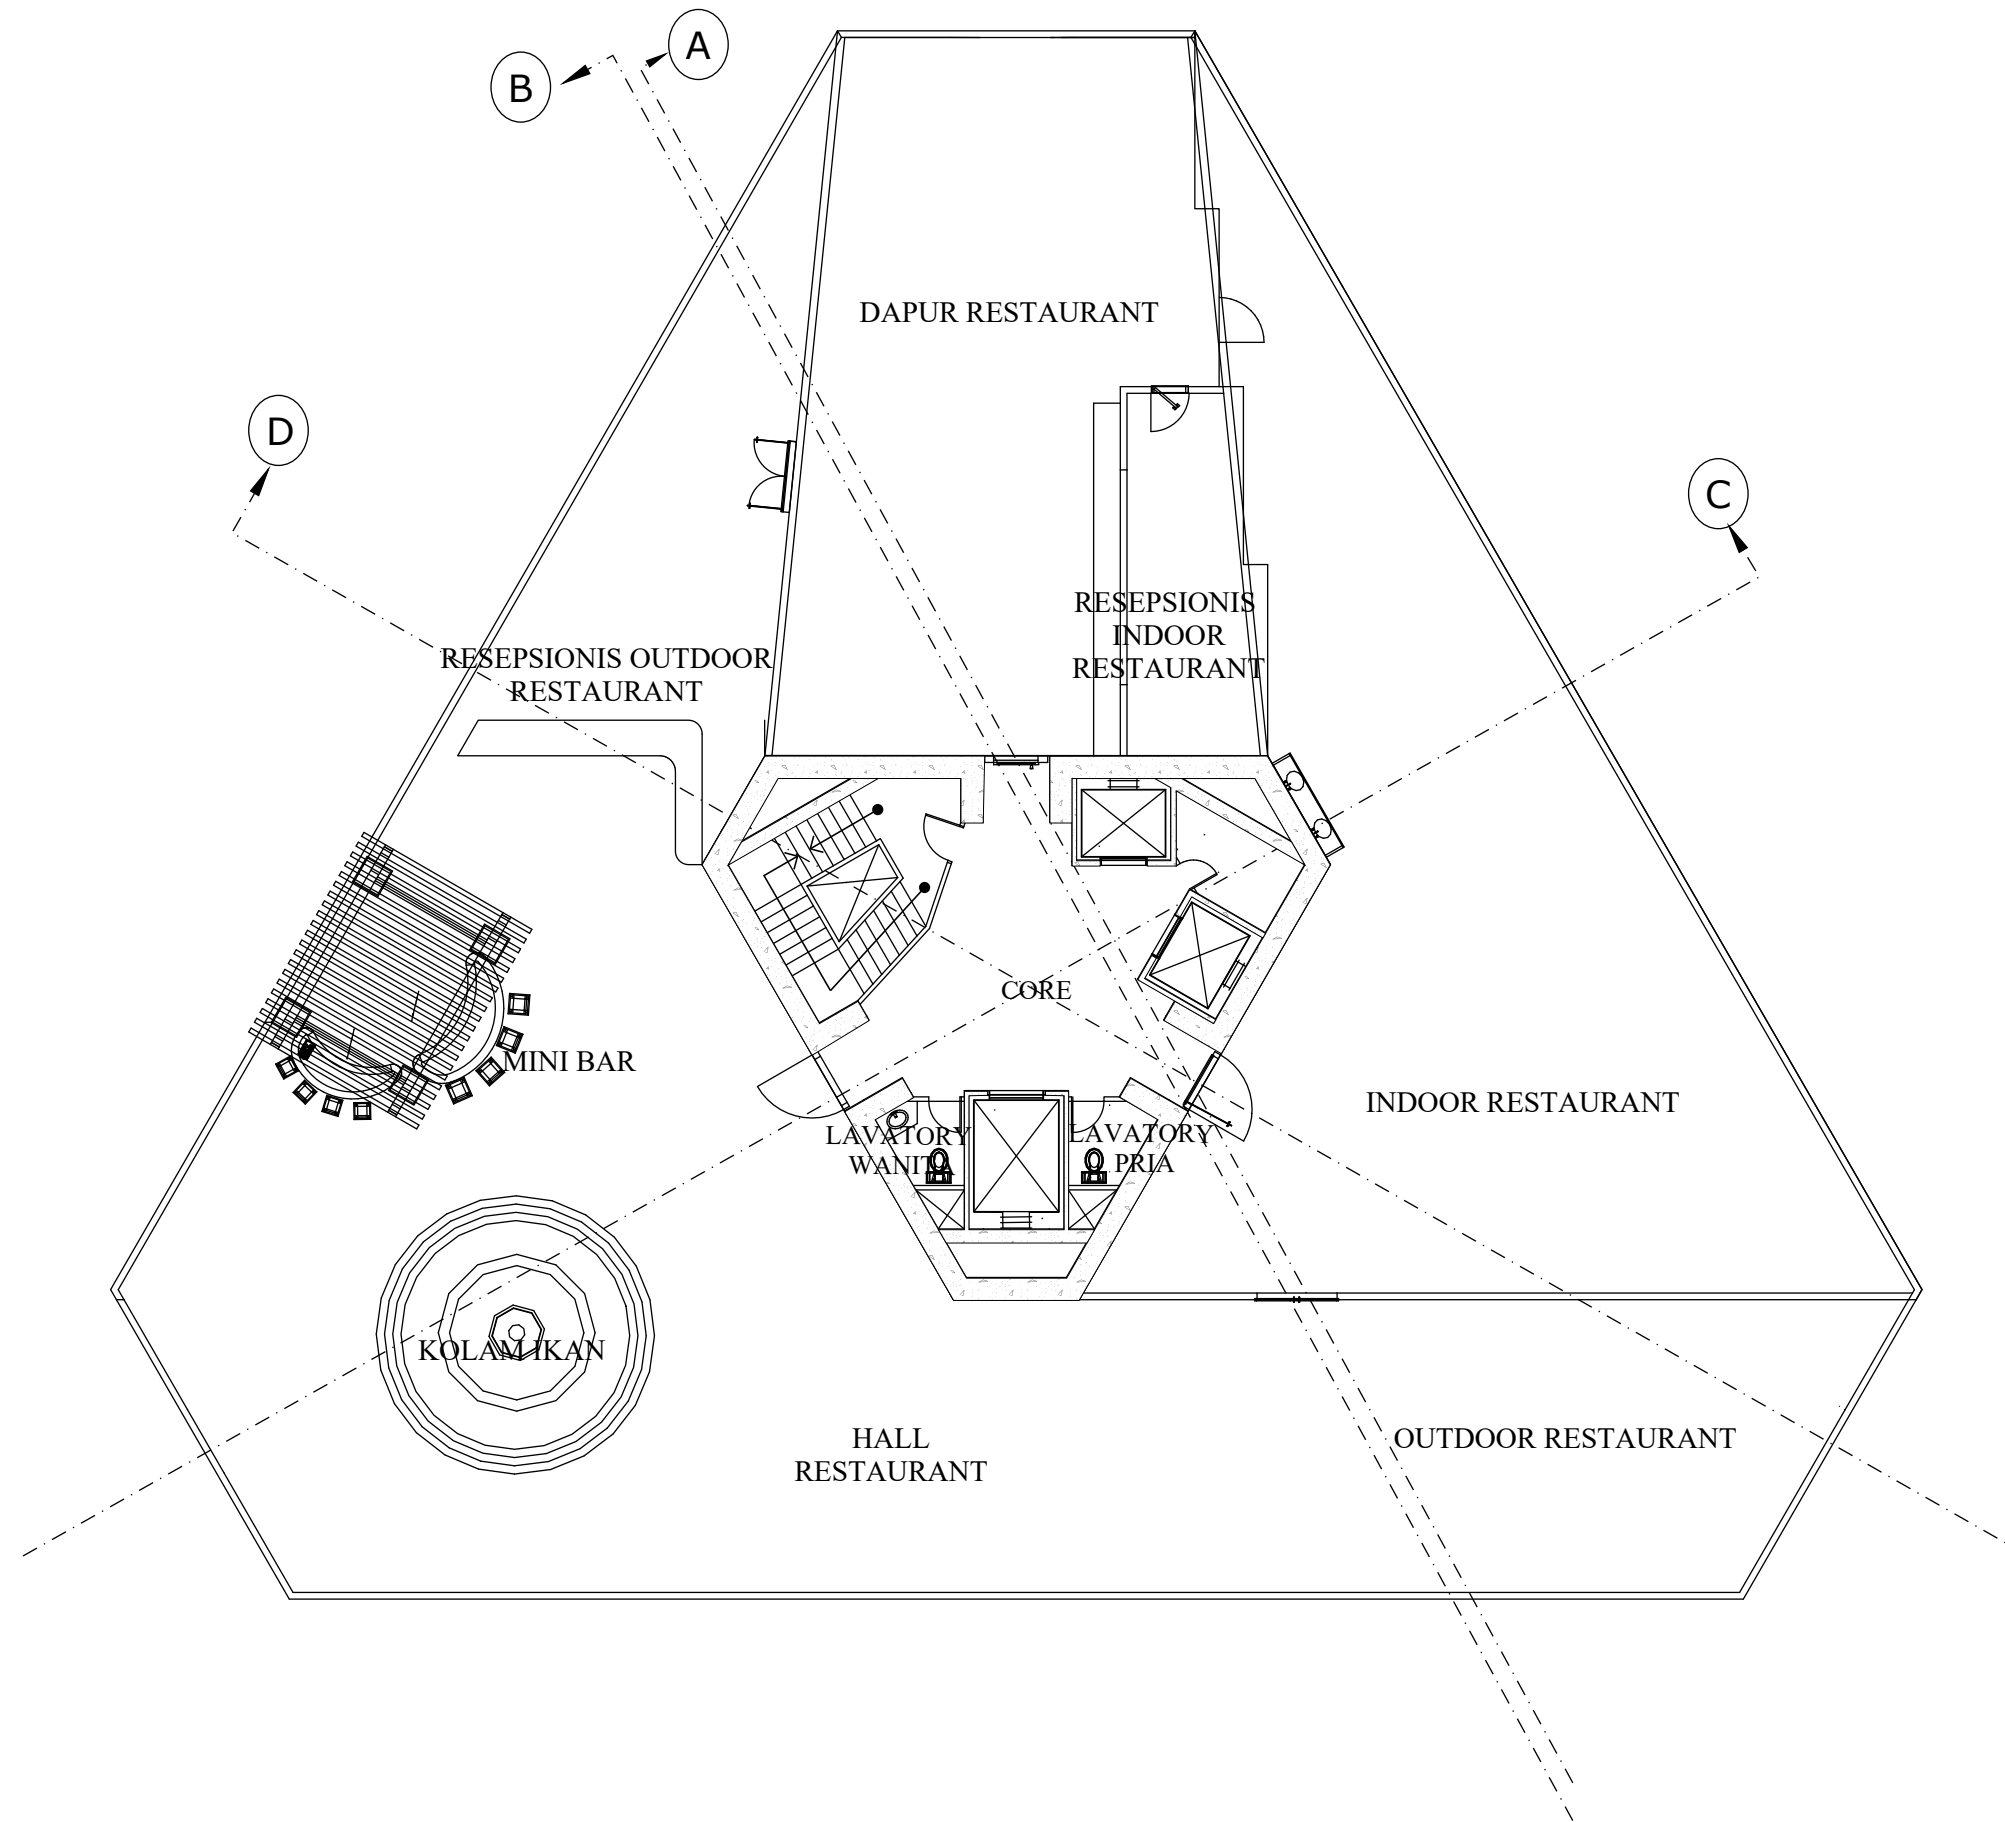 A
B
DAPUR RESTAURANT
D
C
RESEPSIONIS
INDOOR
RESTAURANT
RESEPSIONIS OUTDOOR
RESTAURANT
CORE
MINI BAR
INDOOR RESTAURANT
LAVATORY
WANITA
LAVATORY
PRIA
KOLAM IKAN
HALL
RESTAURANT
OUTDOOR RESTAURANT